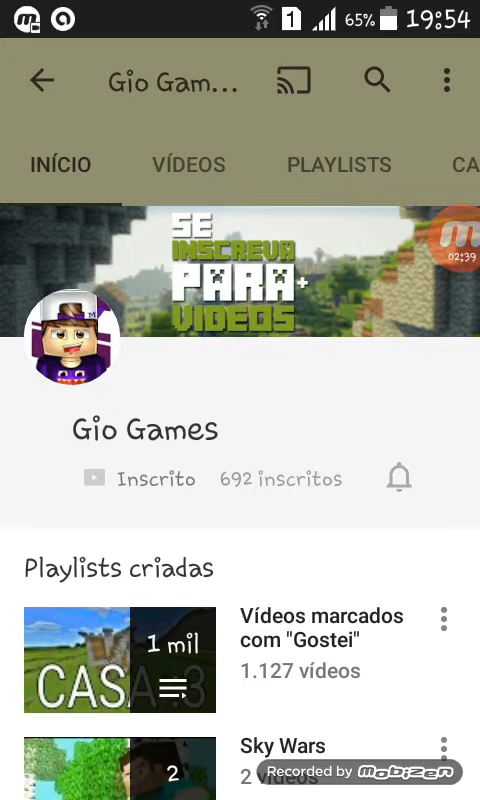 1
65%
19:54
Gio Gam...
INÍCIO
VÍDEOS
PLAYLISTS
CA
SE
INSCREVA
PARA+
VIDEOS
02:39
Gio Games
Inscrito
692 inscritos
Playlists criadas
CASA :3
1 mil
Vídeos marcados
com "Gostei"
1.127 vídeos
Sky Wars
2
2 vídeos
Recorded by Mobizen